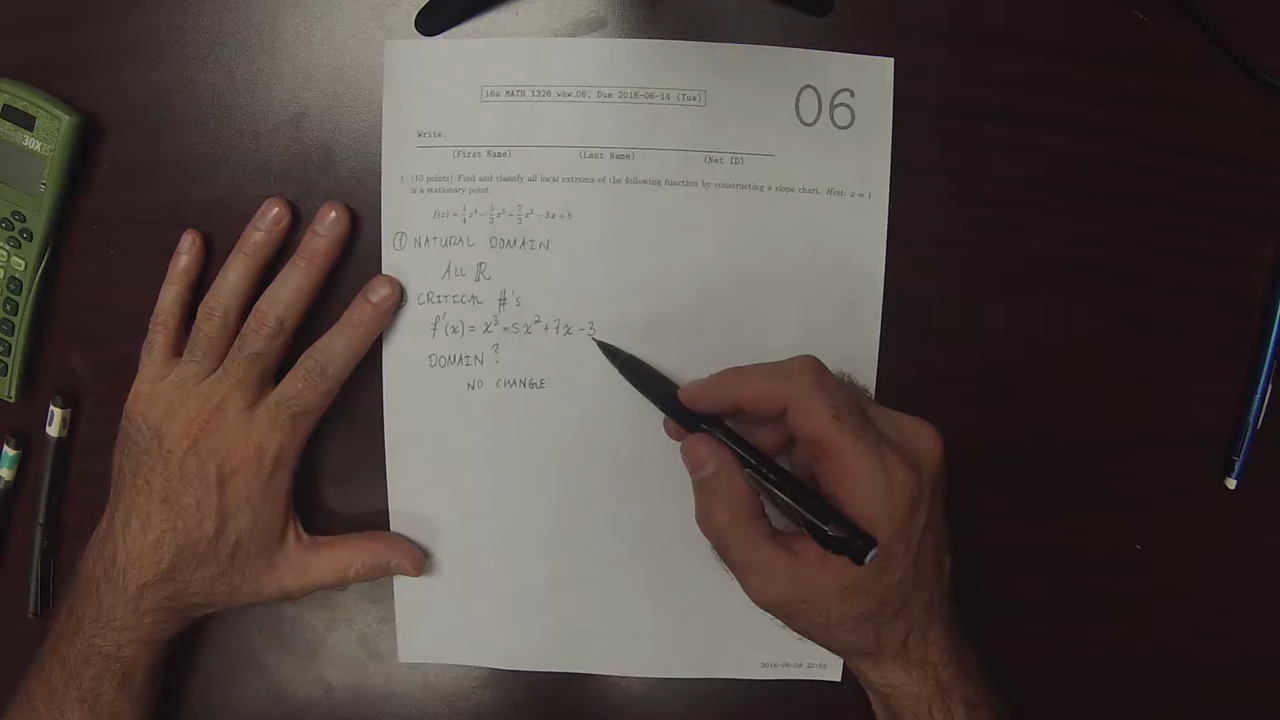 30X
06
16u MATH 1326 whw.06, Due 2016-06-14 (Tue)
Write:
(First Name) (Last Name) (Net ID)
1 (10 points) Find and classify all local extrema of the following function by constructing a slope chart. Hint: x = 1
is a stationary point.
f(x) = 1/4 x⁴ − 5/3 x³ + 7/2 x² − 3x + 8
① NATURAL DOMAIN
ALL ℝ
CRITICAL #'s
f'(x) = x³ - 5x² + 7x - 3
DOMAIN ?
NO CHANGE
2016-06-09 22:50